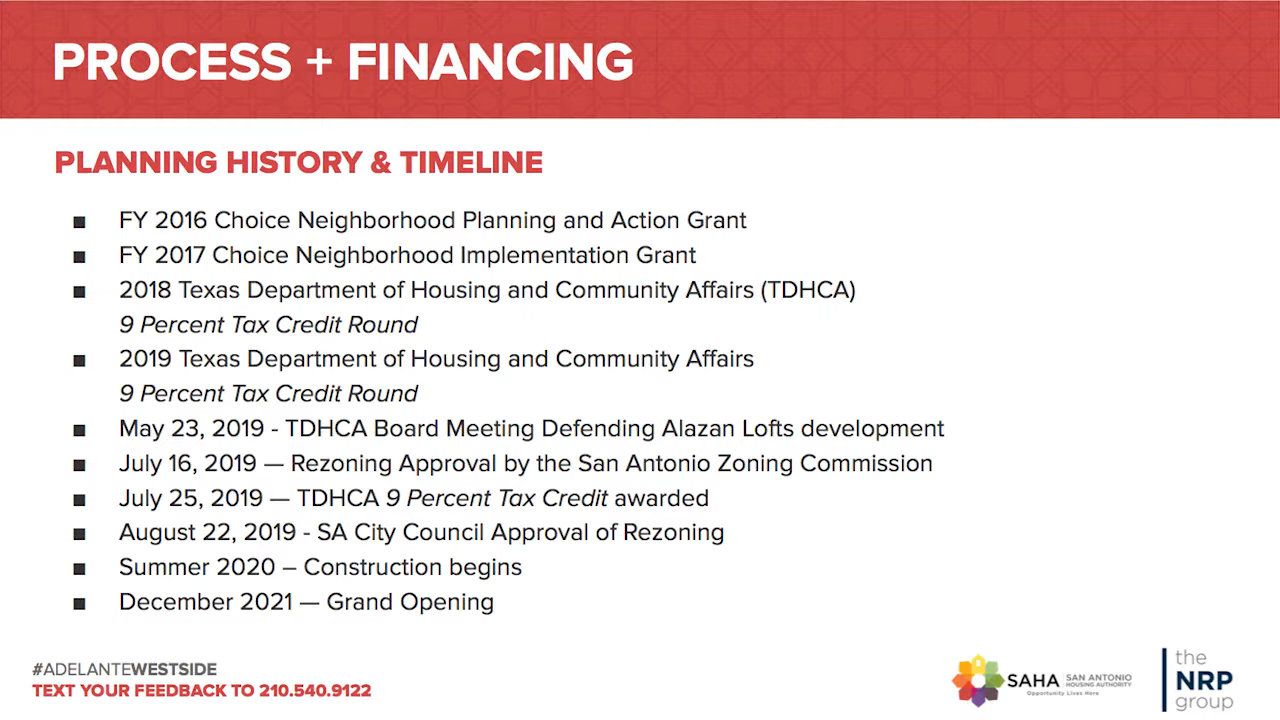 PROCESS + FINANCING
PLANNING HISTORY & TIMELINE
■ FY 2016 Choice Neighborhood Planning and Action Grant
■ FY 2017 Choice Neighborhood Implementation Grant
■ 2018 Texas Department of Housing and Community Affairs (TDHCA)
9 Percent Tax Credit Round
■ 2019 Texas Department of Housing and Community Affairs
9 Percent Tax Credit Round
■ May 23, 2019 - TDHCA Board Meeting Defending Alazan Lofts development
■ July 16, 2019 — Rezoning Approval by the San Antonio Zoning Commission
■ July 25, 2019 — TDHCA 9 Percent Tax Credit awarded
■ August 22, 2019 - SA City Council Approval of Rezoning
■ Summer 2020 – Construction begins
■ December 2021 — Grand Opening
#ADELANTEWESTSIDE
TEXT YOUR FEEDBACK TO 210.540.9122
SAHA SAN ANTONIO
HOUSING AUTHORITY
Opportunity Lives Here
the
NRP
group